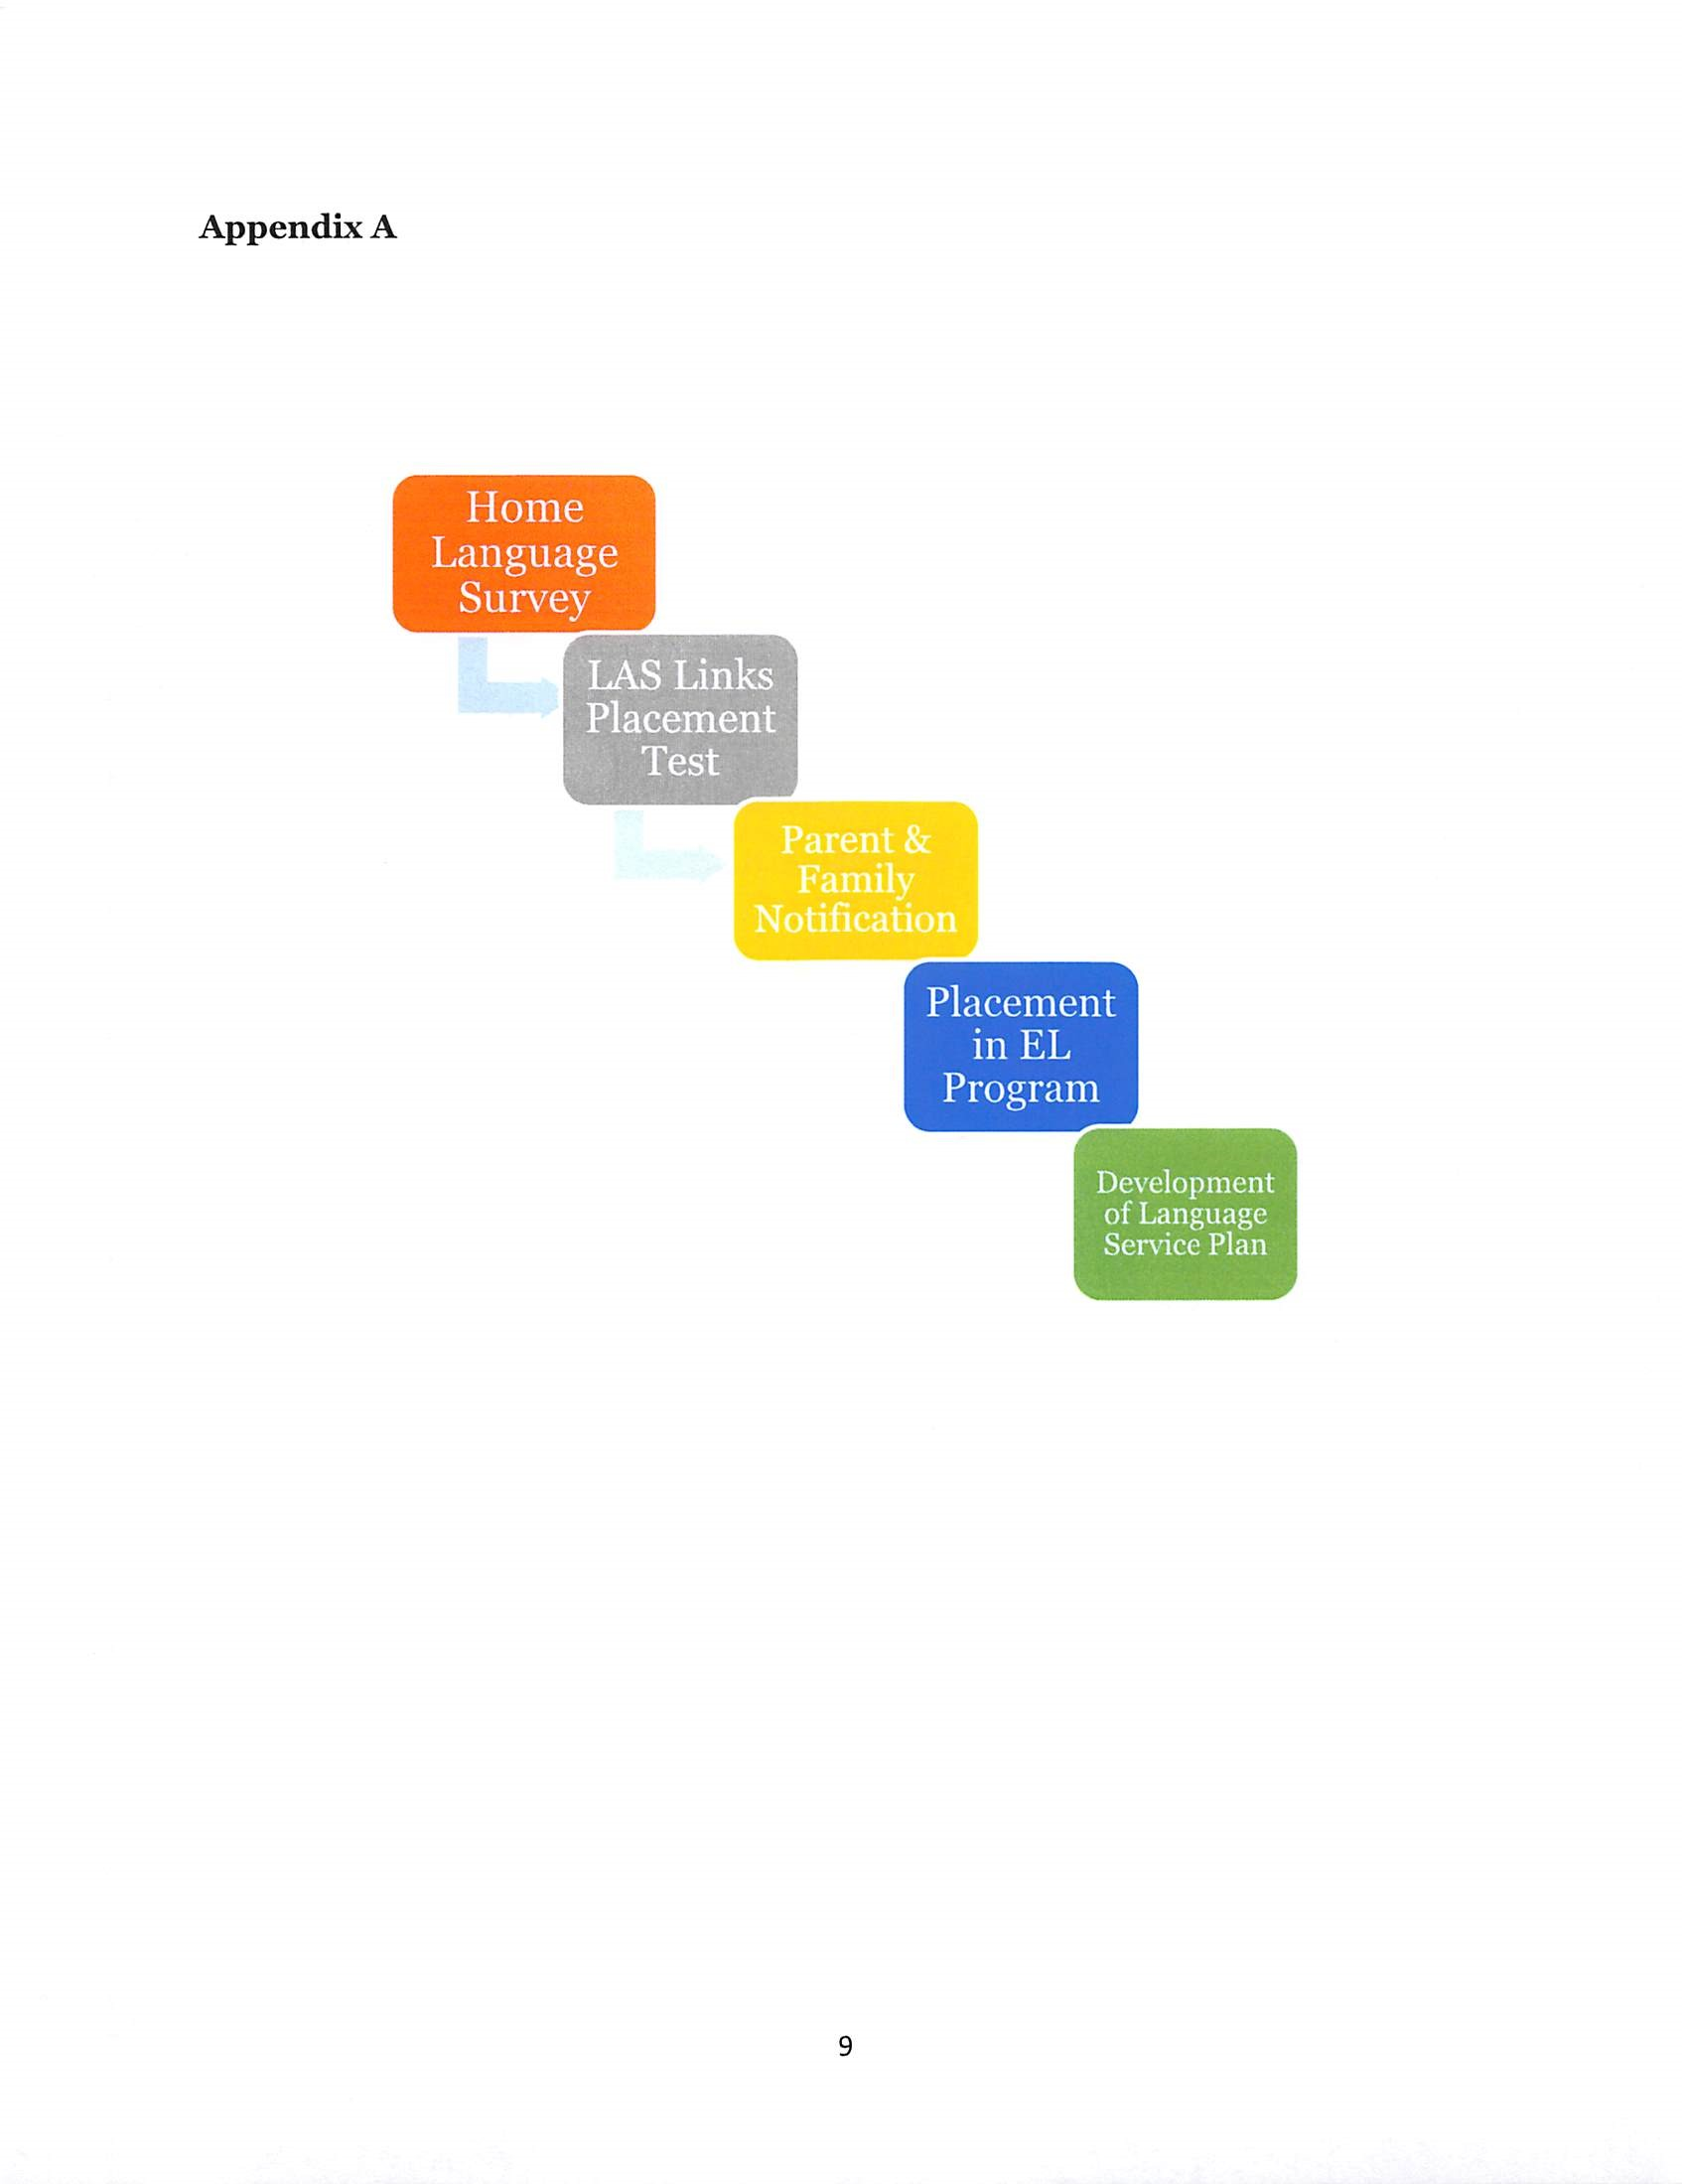 Appendix A
Home
Language
Survey
LAS Links
Placement
Test
Parent &
Family
Notification
Placement
in EL
Program
Development
of Language
Service Plan
9